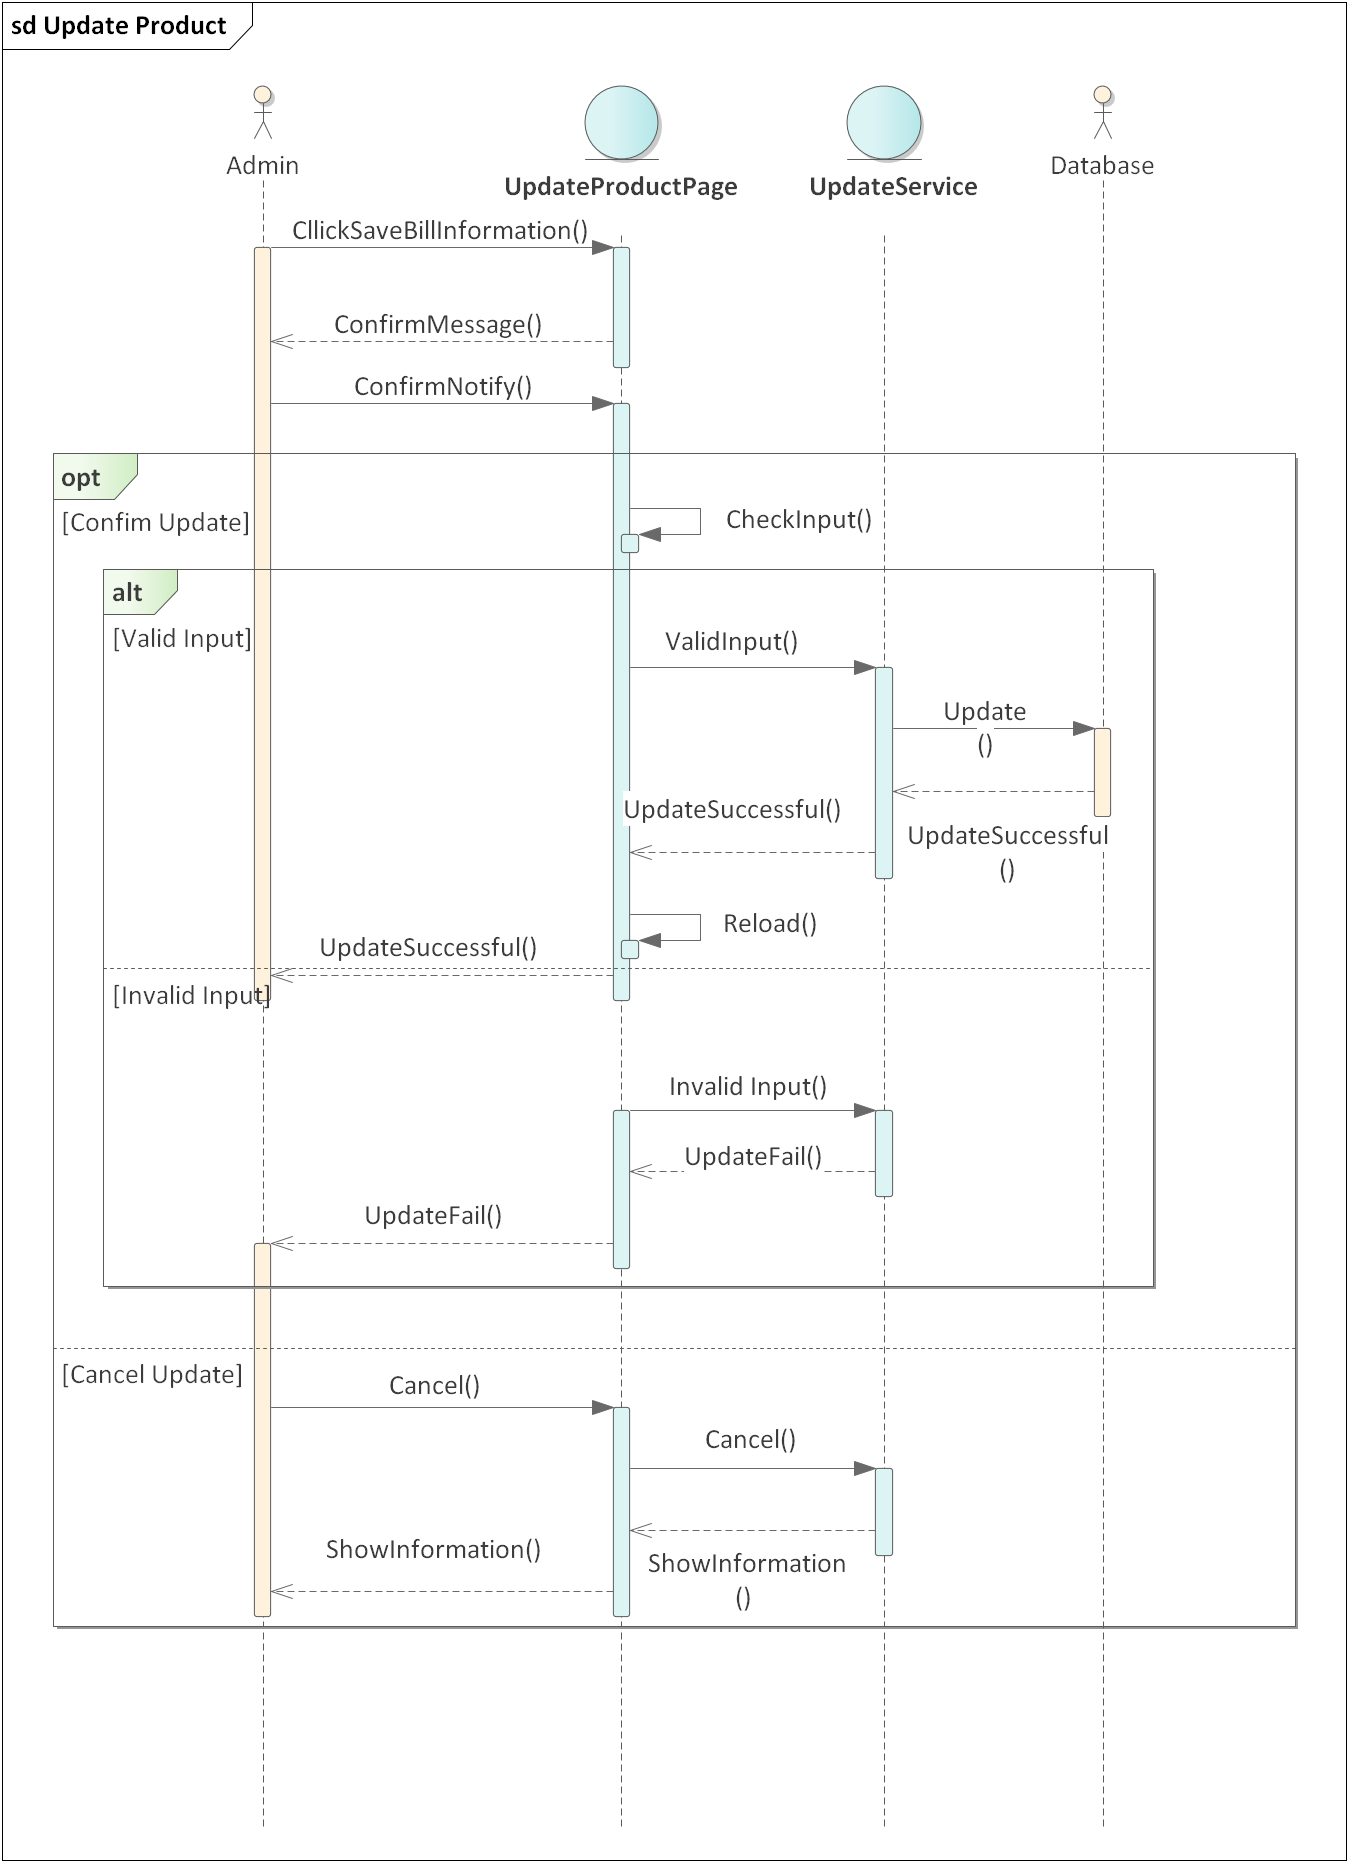 sd Update Product
Admin
UpdateProductPage
UpdateService
Database
CllickSaveBillInformation()
ConfirmMessage()
ConfirmNotify()
opt
[Confim Update]
CheckInput()
alt
[Valid Input]
ValidInput()
Update
()
UpdateSuccessful()
UpdateSuccessful
()
Reload()
UpdateSuccessful()
[Invalid Input]
Invalid Input()
UpdateFail()
UpdateFail()
[Cancel Update]
Cancel()
Cancel()
ShowInformation()
ShowInformation
()